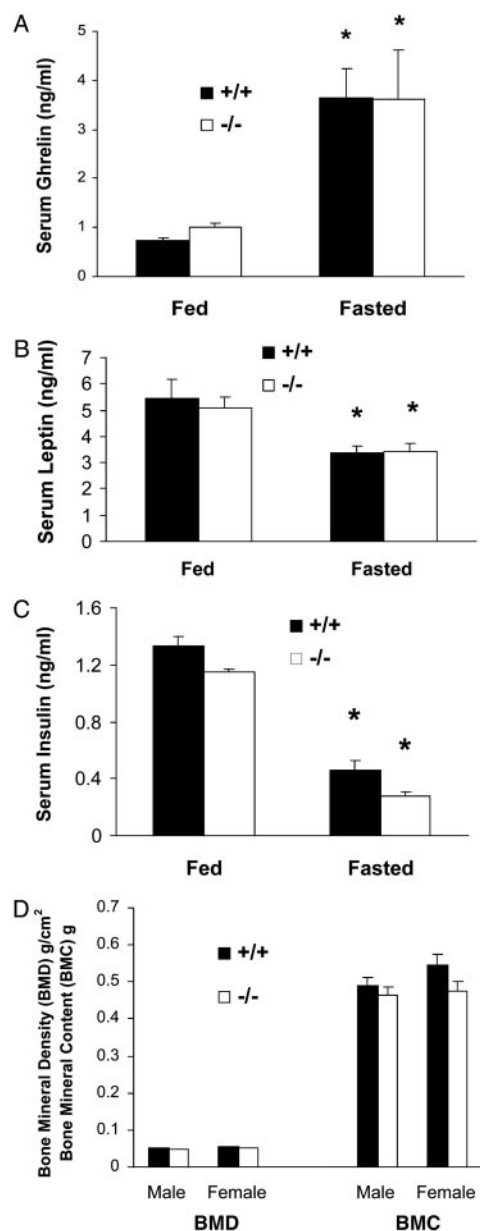 A
Serum Ghrelin (ng/ml)
6
5
4
3
2
1
0
+/+
-/-
*
*
Fed
Fasted
B
Serum Leptin (ng/ml)
7
6
5
4
3
2
1
0
+/+
-/-
*
*
Fed
Fasted
C
Serum Insulin (ng/ml)
1.6
1.2
0.8
0.4
0
+/+
-/-
*
*
Fed
Fasted
D
Bone Mineral Density (BMD) g/cm²
Bone Mineral Content (BMC) g
0.7
0.6
0.5
0.4
0.3
0.2
0.1
0
+/+
-/-
Male
Female
Male
Female
BMD
BMC